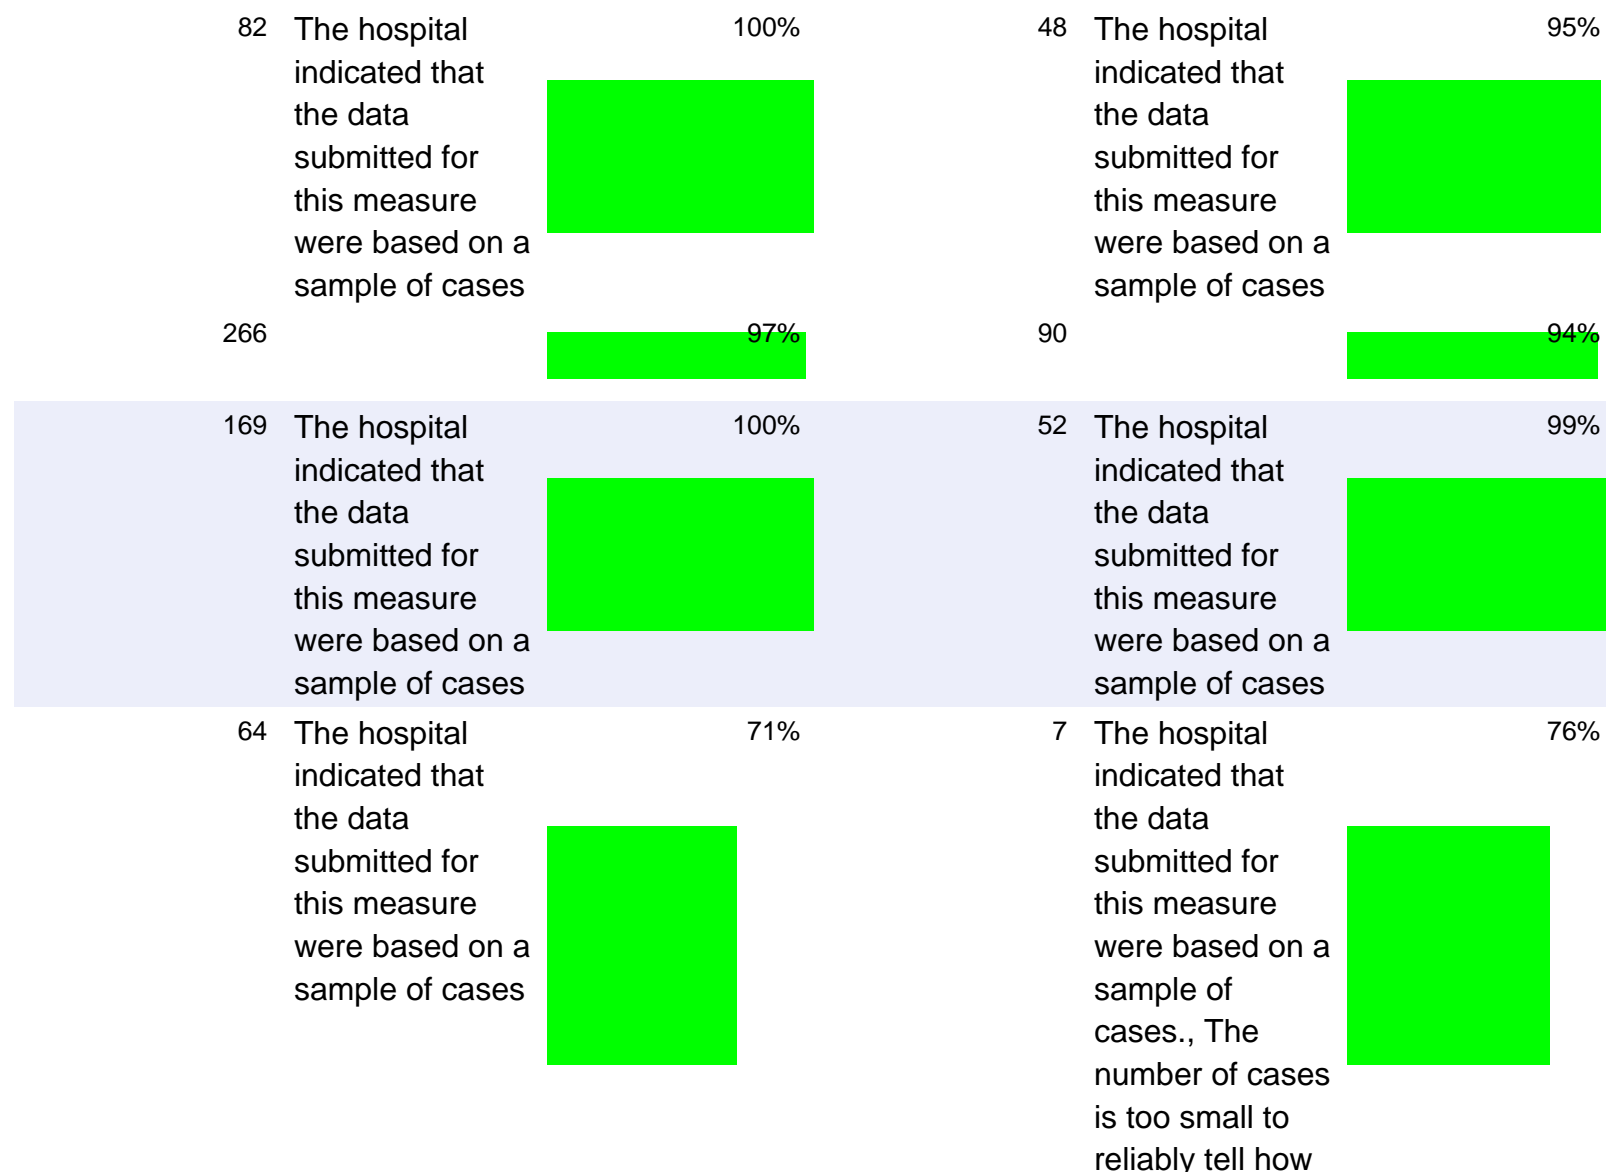 82 The hospital 100% 48 The hospital 95%
indicated that indicated that
the data the data
submitted for submitted for
this measure this measure
were based on a were based on a
sample of cases sample of cases
266 97% 90 94%
169 The hospital 100% 52 The hospital 99%
indicated that indicated that
the data the data
submitted for submitted for
this measure this measure
were based on a were based on a
sample of cases sample of cases
64 The hospital 71% 7 The hospital 76%
indicated that indicated that
the data the data
submitted for submitted for
this measure this measure
were based on a were based on a
sample of cases sample of
cases., The
number of cases
is too small to
reliably tell how